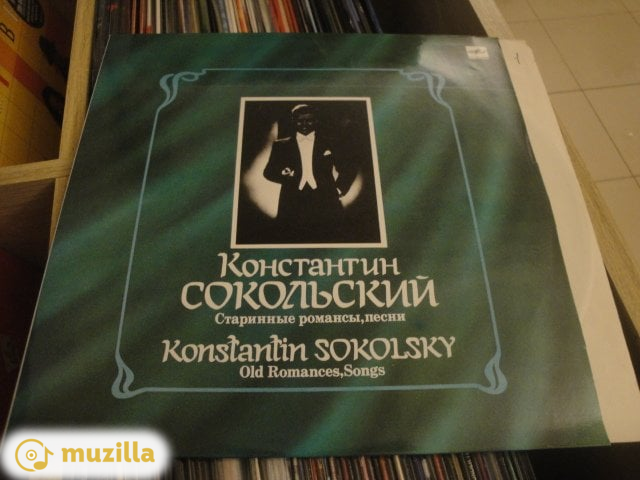 Константин
СОКОЛЬСКИЙ
Старинные романсы,песни
Konstantin SOKOLSKY
Old Romances,Songs
muzilla